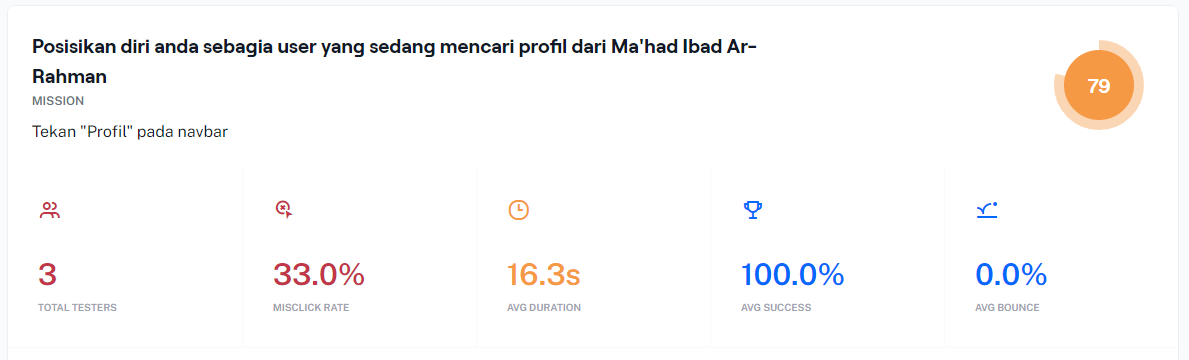 Posisikan diri anda sebagia user yang sedang mencari profil dari Ma'had Ibad Ar-
Rahman
79
MISSION
Tekan "Profil" pada navbar
3
TOTAL TESTERS
33.0%
MISCLICK RATE
16.3s
AVG DURATION
100.0%
AVG SUCCESS
0.0%
AVG BOUNCE